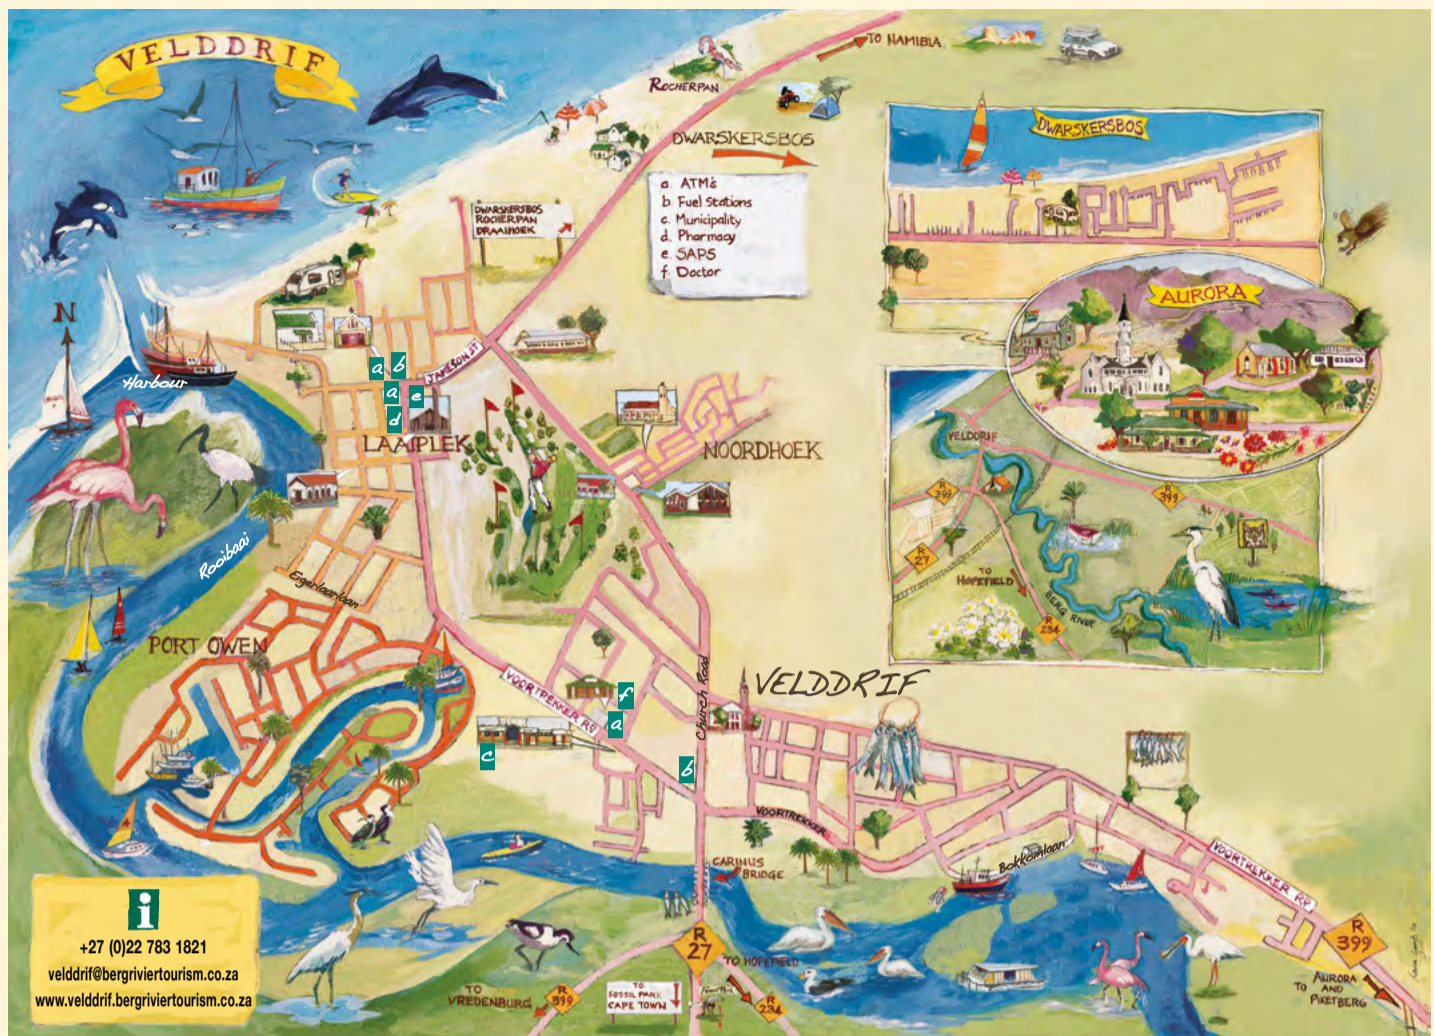 VELDDRIF
TO NAMIBIA
ROCHERPAN
DWARSKERSBOS
a. ATM's
b. Fuel Stations
c. Municipality
d. Pharmacy
e. SAPS
f. Doctor
DWARSKERSBOS
ROCHERPAN
DRAAIHOEK
DWARSKERSBOS
AURORA
N
Harbour
JAMESON ST
a
b
a
e
d
LAAIPLEK
NOORDHOEK
Rooibaai
PORT OWEN
VELDDRIF
R
399
R
399
R
27
TO
HOPEFIELD
BERG RIVER
R
234
VOORTREKKER RD
Church Road
VELDDRIF
f
a
c
b
VOORTREKKER
CARINUS
BRIDGE
Bokkomlaan
VOORTREKKER RD
R
27
TO HOPEFIELD
R
399
AURORA
TO AND
PIKETBERG
TO
VREDENBURG
R
399
TO
FOSSIL PARK
CAPE TOWN
R
234
i
+27 (0)22 783 1821
velddrif@bergriviertourism.co.za
www.velddrif.bergriviertourism.co.za